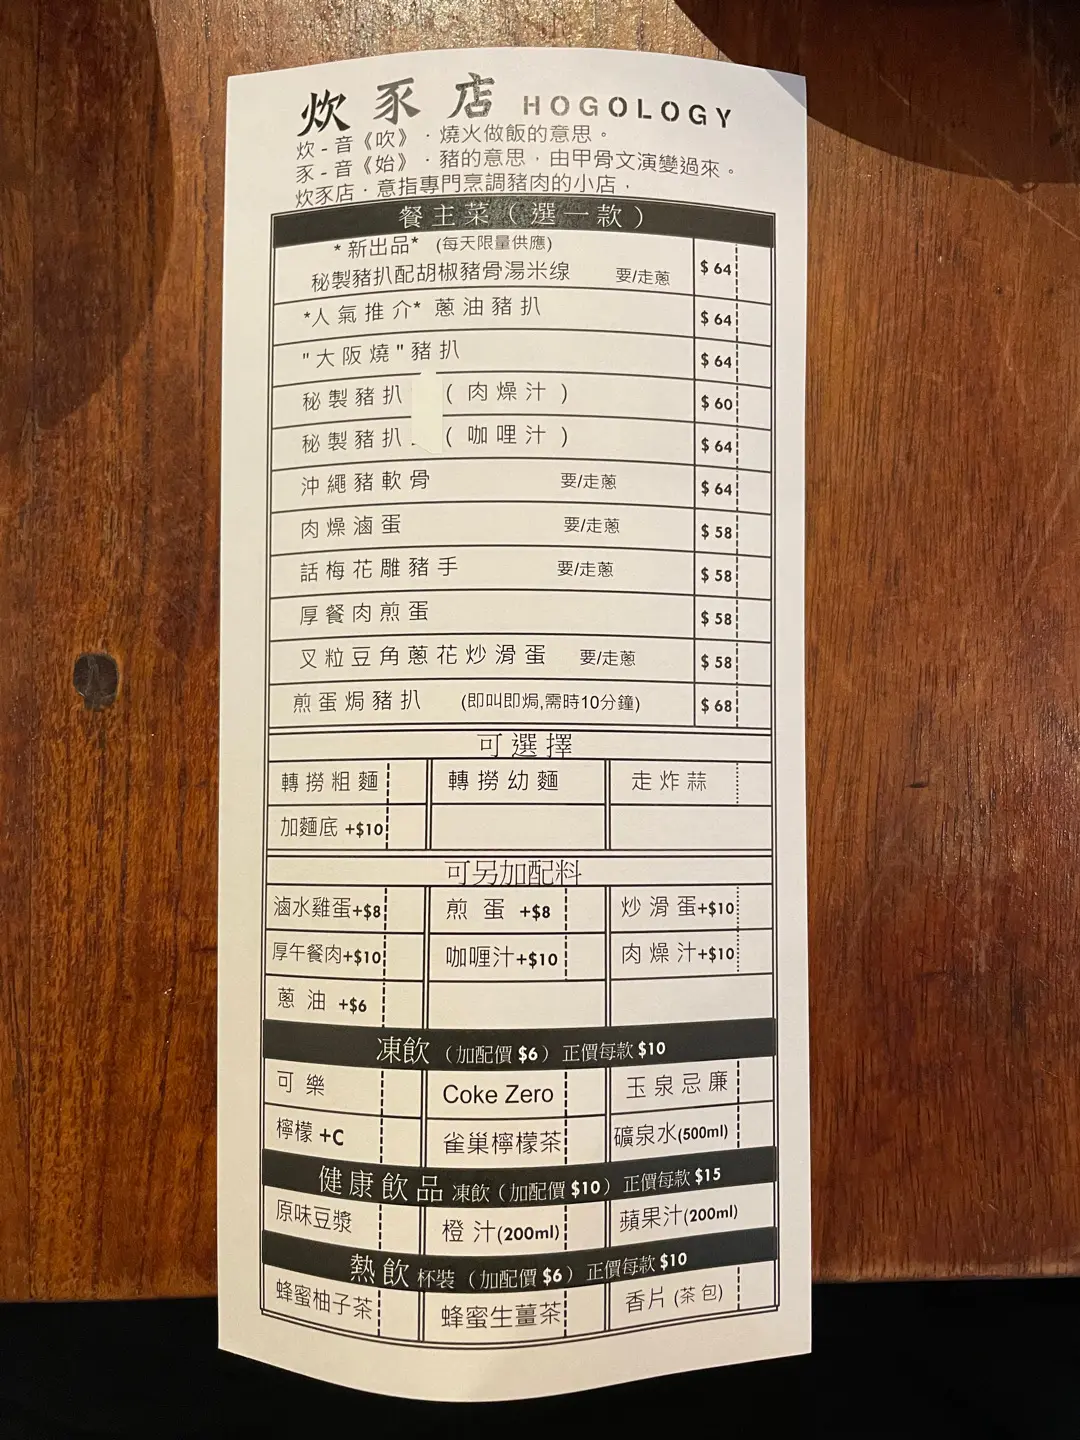 炊豕店 HOGOLOGY
炊-音《吹》．燒火做飯的意思。
豕-音《始》．豬的意思，由甲骨文演變過來。
炊豕店．意指專門烹調豬肉的小店．
餐主菜（選一款）
*新出品* (每天限量供應)
秘製豬扒配胡椒豬骨湯米线 要/走蔥 $64
*人氣推介* 蔥油豬扒 $64
"大阪燒"豬扒 $64
秘製豬扒 (肉燥汁) $60
秘製豬扒 (咖哩汁) $64
沖繩豬軟骨 要/走蔥 $64
肉燥滷蛋 要/走蔥 $58
話梅花雕豬手 要/走蔥 $58
厚餐肉煎蛋 $58
叉粒豆角蔥花炒滑蛋 要/走蔥 $58
煎蛋焗豬扒 (即叫即焗,需時10分鐘) $68
可選擇
轉撈粗麵 轉撈幼麵 走炸蒜
加麵底 +$10
可另加配料
滷水雞蛋+$8 煎蛋 +$8 炒滑蛋+$10
厚午餐肉+$10 咖喱汁+$10 肉燥汁+$10
蔥油 +$6
凍飲（加配價 $6）正價每款 $10
可樂 Coke Zero 玉泉忌廉
檸檬 +C 雀巢檸檬茶 礦泉水(500ml)
健康飲品 凍飲（加配價 $10）正價每款 $15
原味豆漿 橙汁(200ml) 蘋果汁(200ml)
熱飲 杯裝（加配價 $6）正價每款 $10
蜂蜜柚子茶 蜂蜜生薑茶 香片 (茶包)